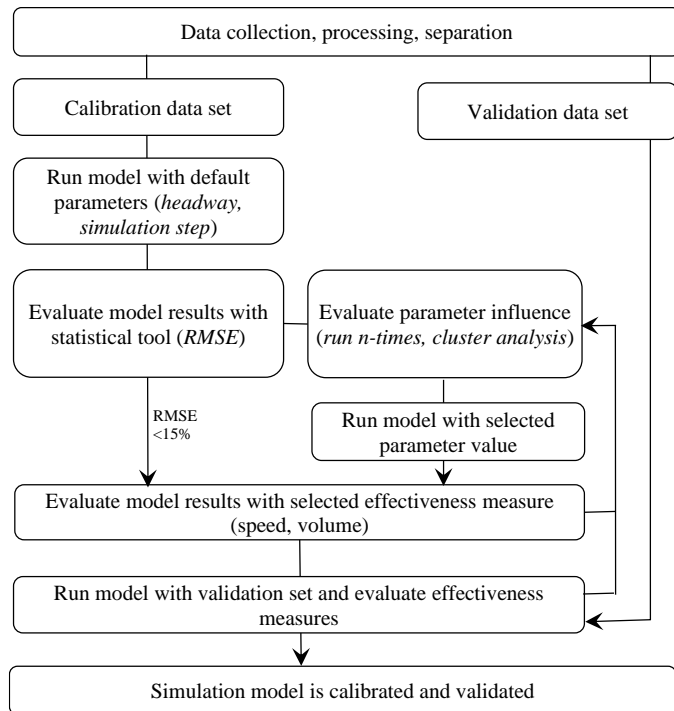 Data collection, processing, separation
Calibration data set
Validation data set
Run model with default
parameters (headway,
simulation step)
Evaluate model results with
statistical tool (RMSE)
Evaluate parameter influence
(run n-times, cluster analysis)
RMSE
<15%
Run model with selected
parameter value
Evaluate model results with selected effectiveness measure
(speed, volume)
Run model with validation set and evaluate effectiveness
measures
Simulation model is calibrated and validated